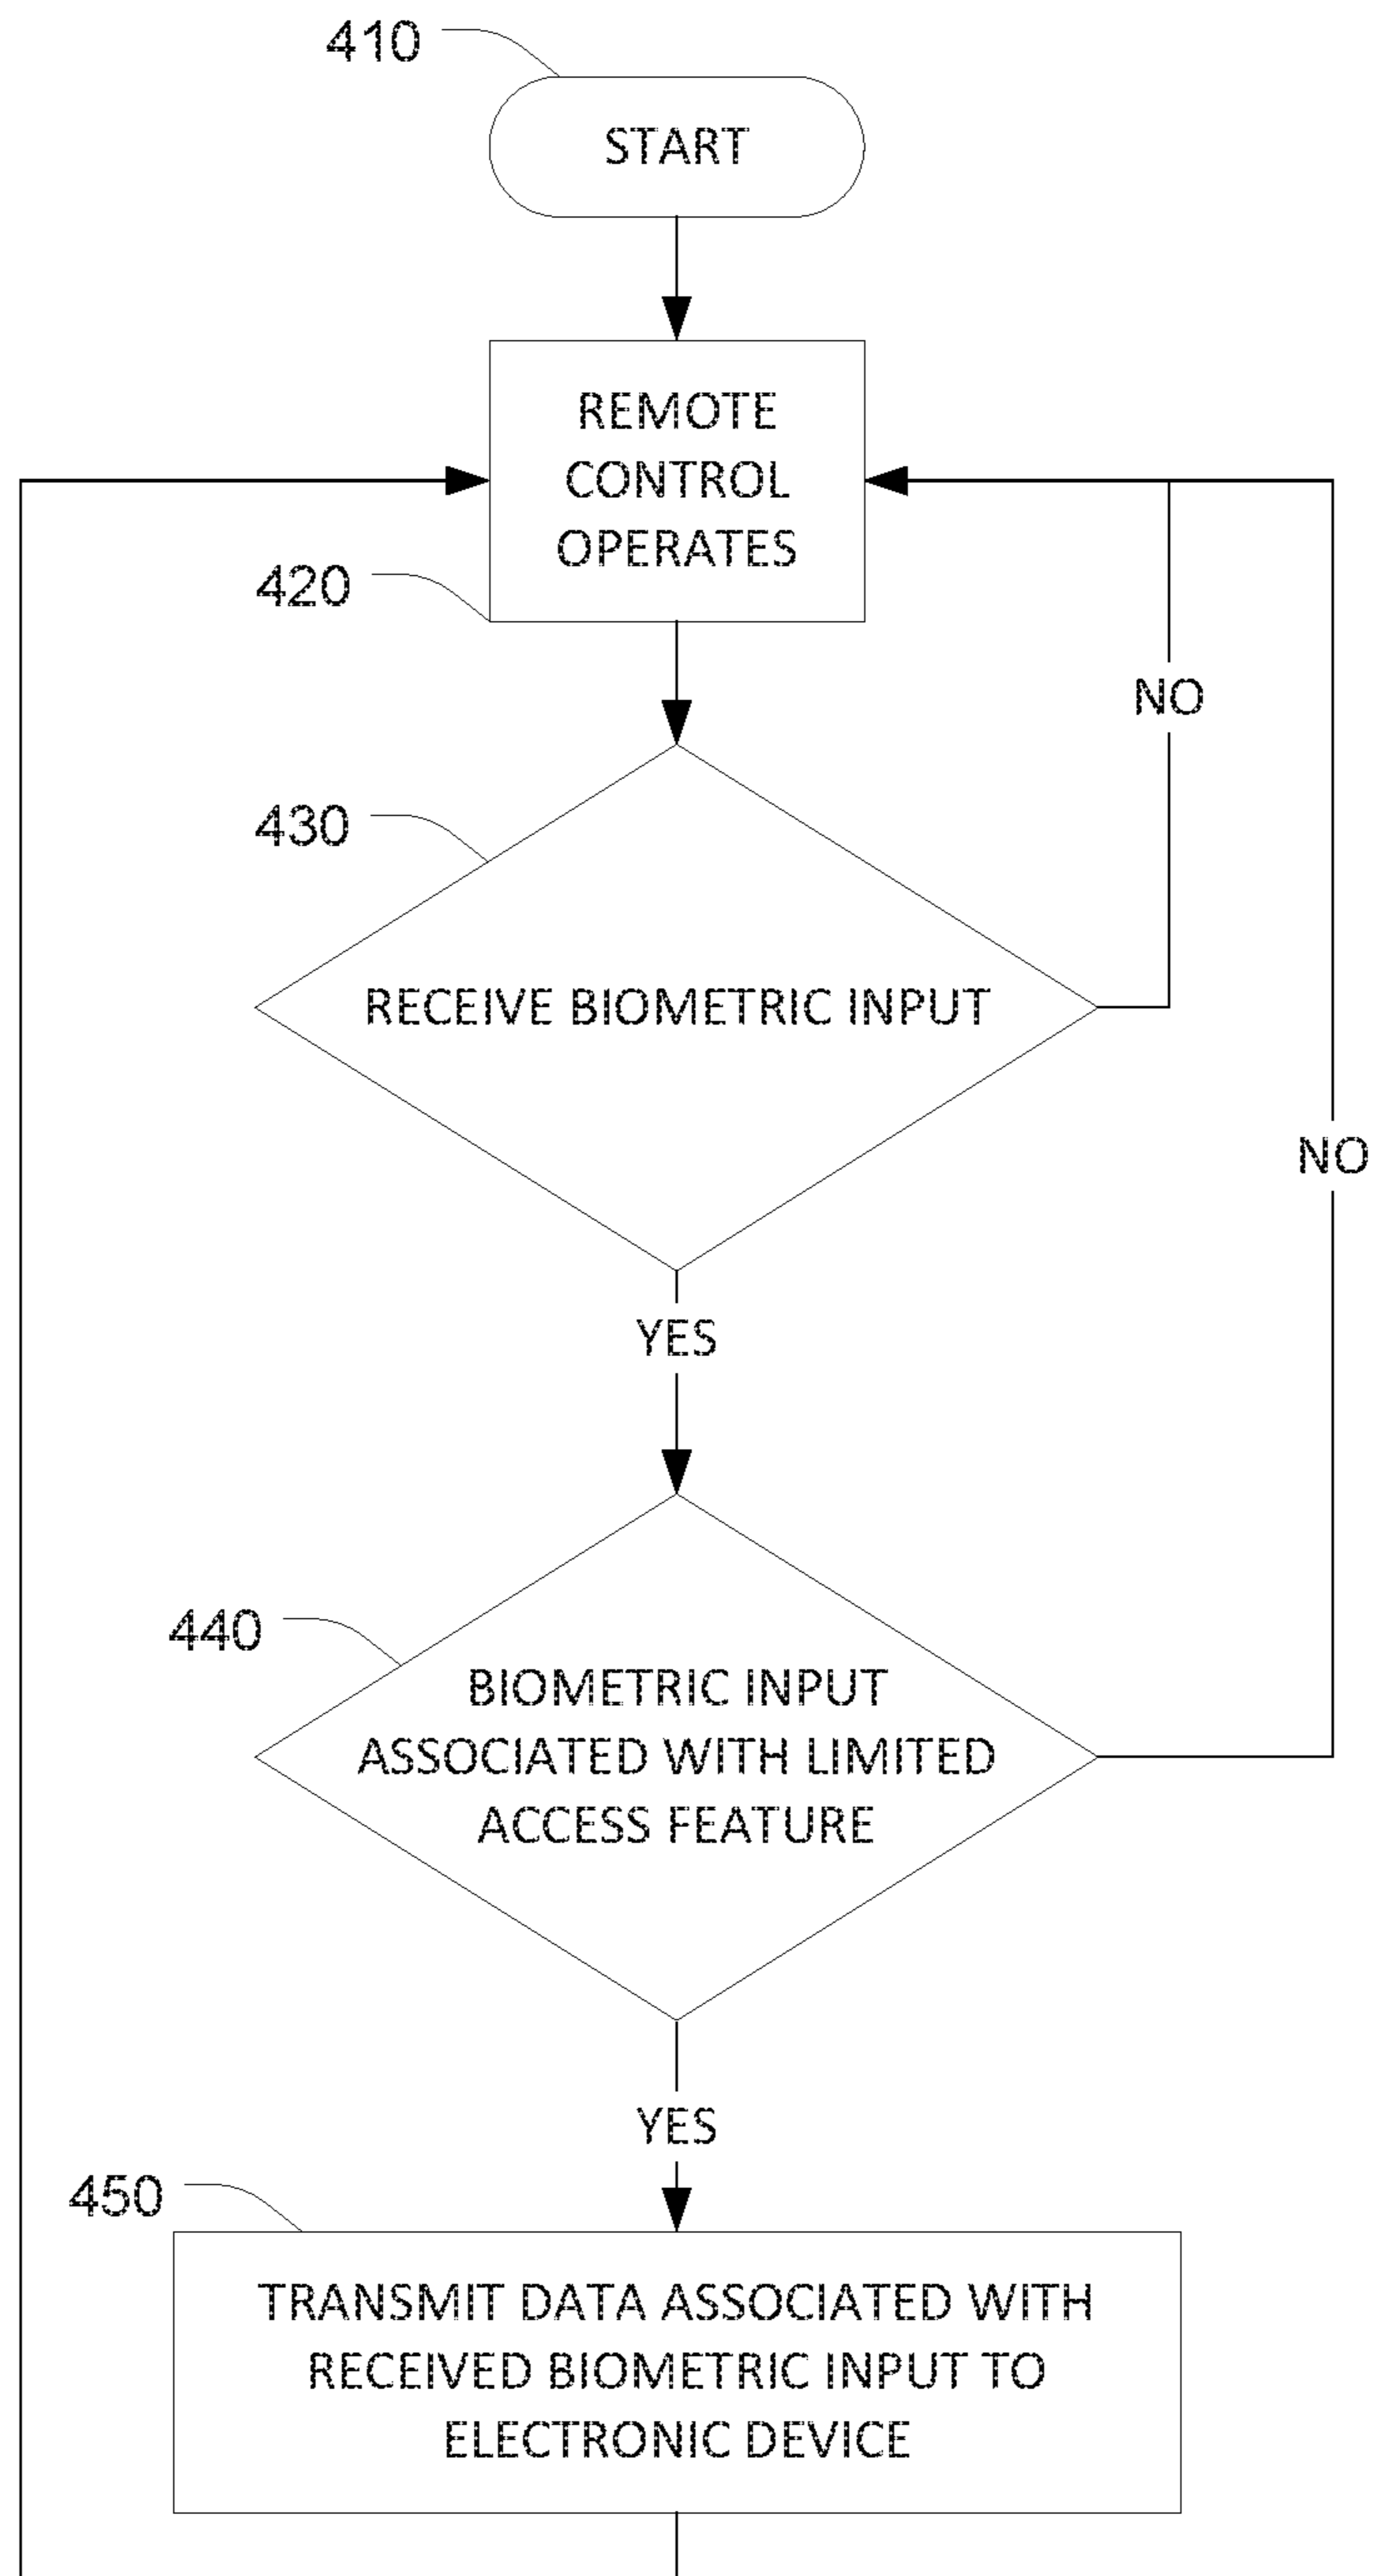 410
START
REMOTE
CONTROL
OPERATES
420
NO
430
RECEIVE BIOMETRIC INPUT
NO
YES
440
BIOMETRIC INPUT
ASSOCIATED WITH LIMITED
ACCESS FEATURE
YES
450
TRANSMIT DATA ASSOCIATED WITH
RECEIVED BIOMETRIC INPUT TO
ELECTRONIC DEVICE